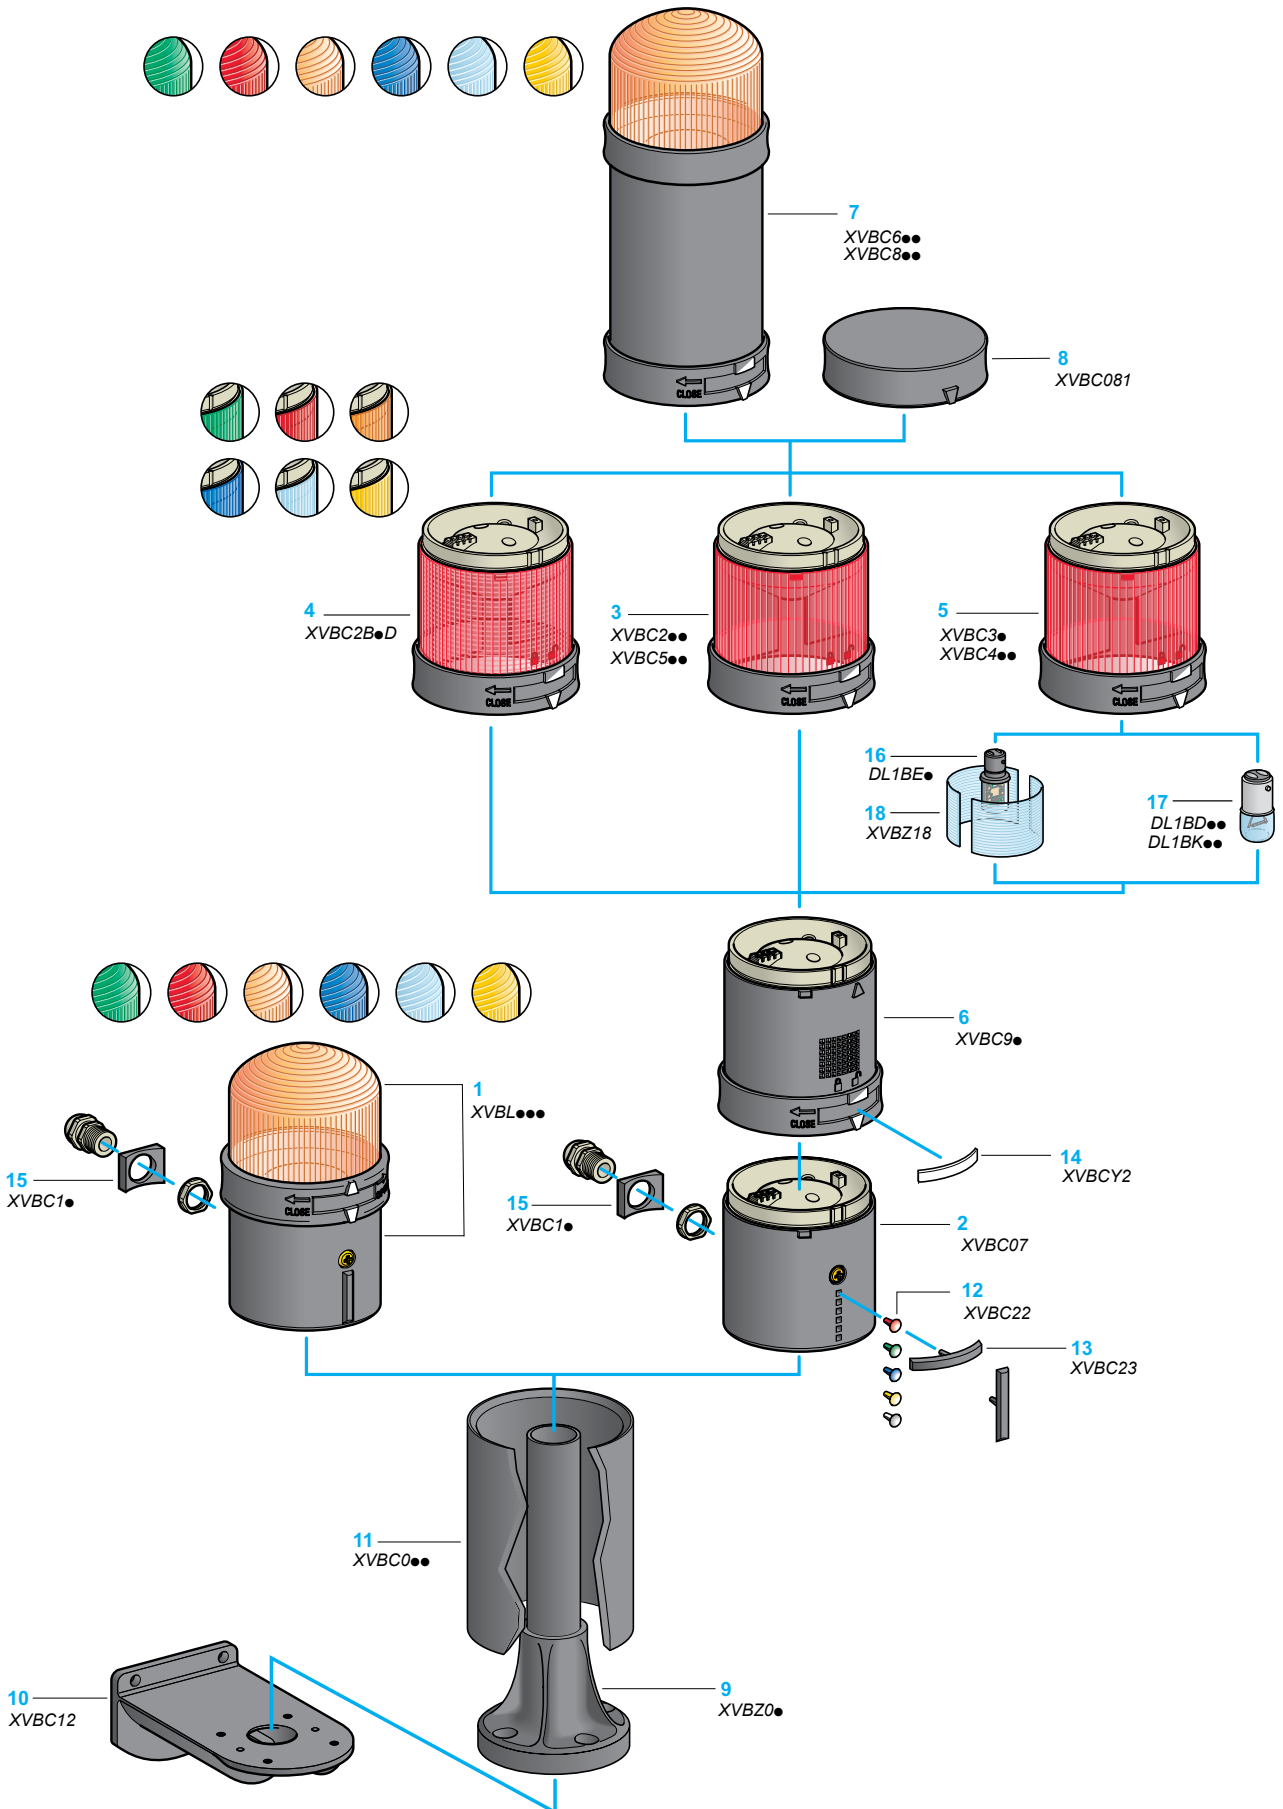 7
XVBC6●●
XVBC8●●
8
XVBC081
CLOSE
4
XVBC2B●D
3
XVBC2●●
XVBC5●●
5
XVBC3●
XVBC4●●
CLOSE
CLOSE
CLOSE
16
DL1BE●
18
XVBZ18
17
DL1BD●●
DL1BK●●
6
XVBC9●
1
XVBL●●●
CLOSE
14
XVBCY2
15
XVBC1●
15
XVBC1●
CLOSE
2
XVBC07
12
XVBC22
13
XVBC23
11
XVBC0●●
10
XVBC12
9
XVBZ0●